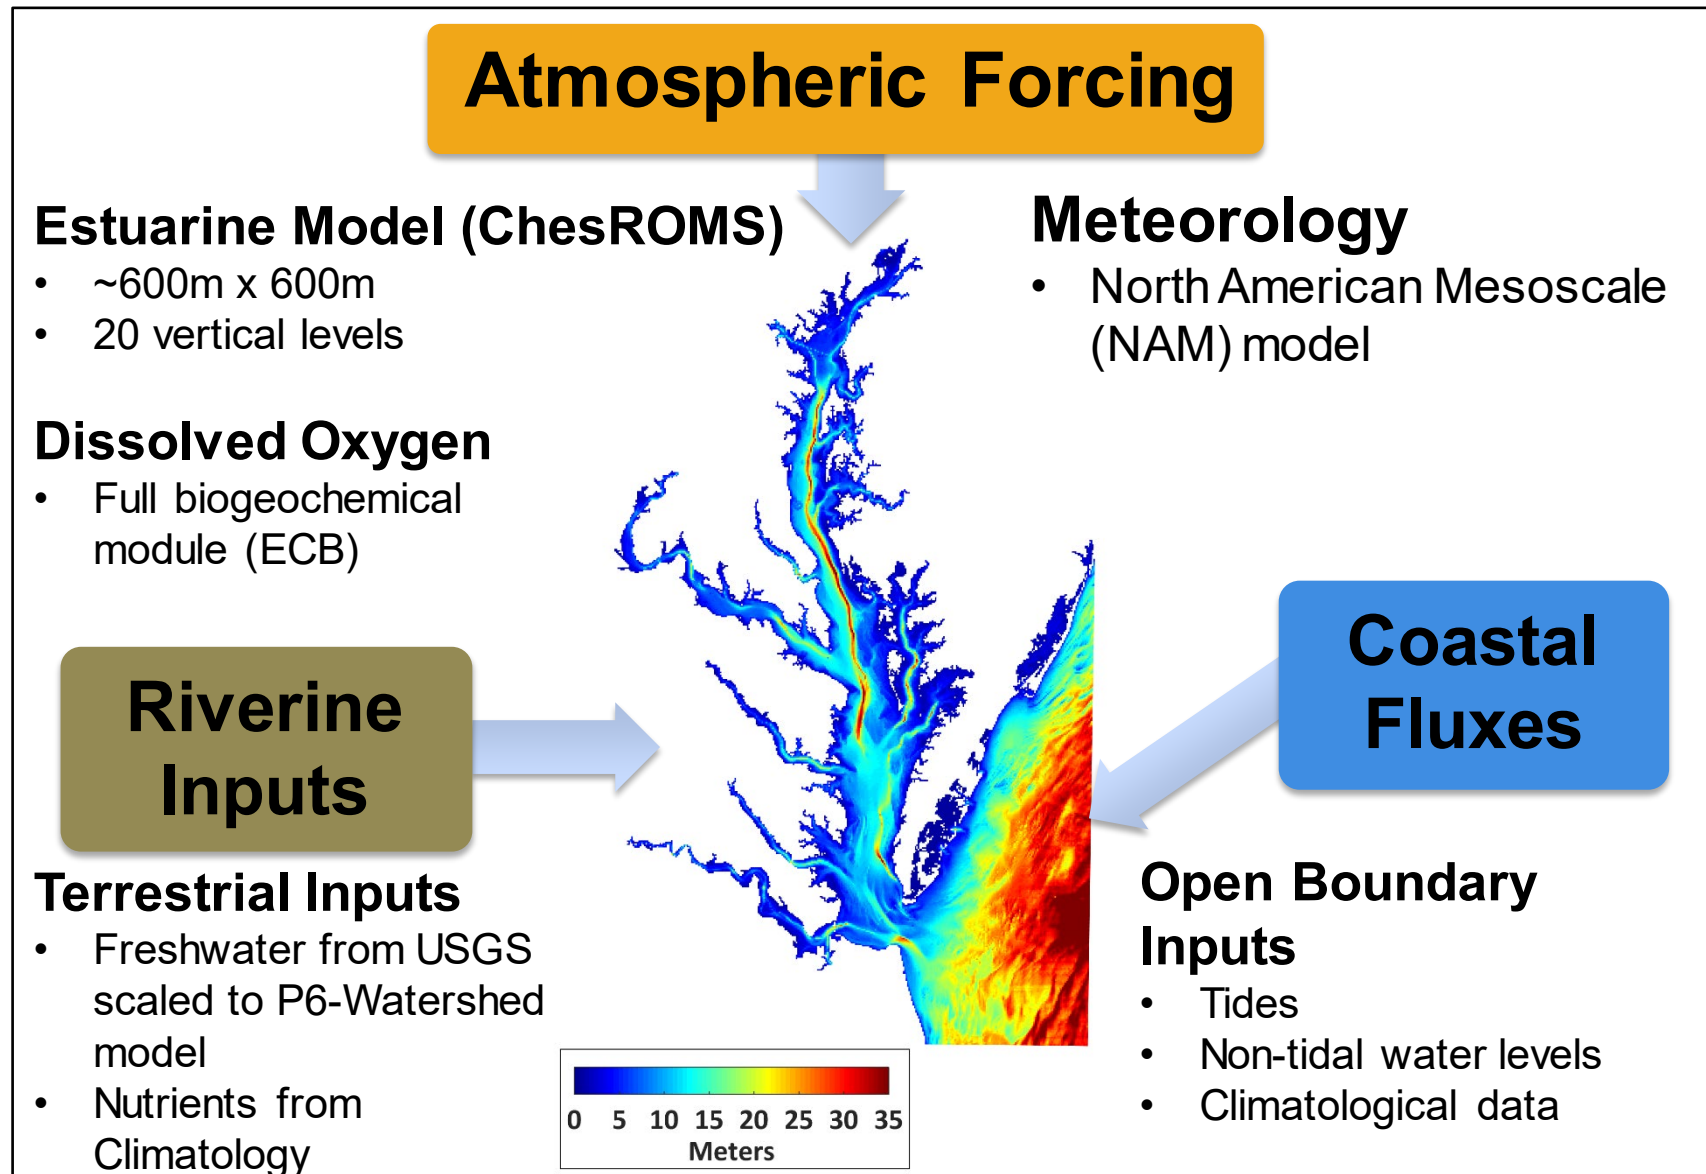 Atmospheric Forcing
Estuarine Model (ChesROMS)
• ~600m x 600m
• 20 vertical levels
Meteorology
• North American Mesoscale
(NAM) model
Dissolved Oxygen
• Full biogeochemical
module (ECB)
Riverine
Inputs
Coastal
Fluxes
Terrestrial Inputs
• Freshwater from USGS
scaled to P6-Watershed
model
• Nutrients from
Climatology
Open Boundary
Inputs
• Tides
• Non-tidal water levels
• Climatological data
0 5 10 15 20 25 30 35
Meters